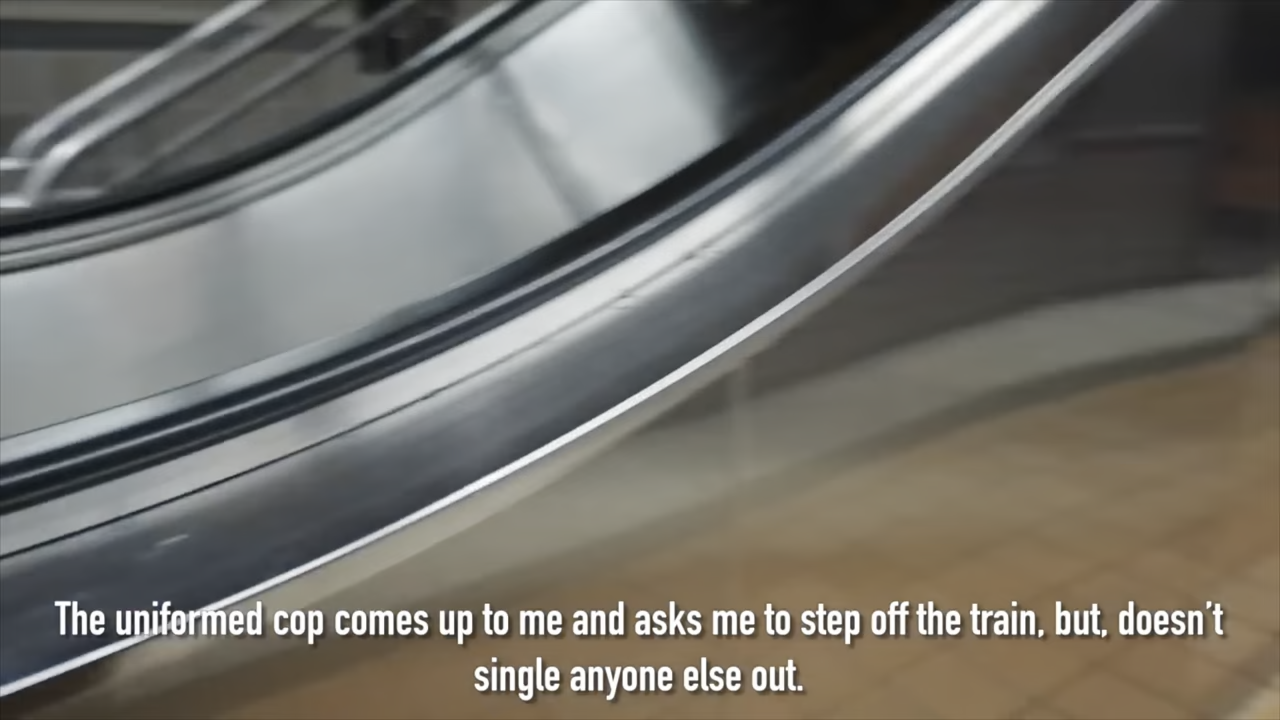 The uniformed cop comes up to me and asks me to step off the train, but, doesn't
single anyone else out.